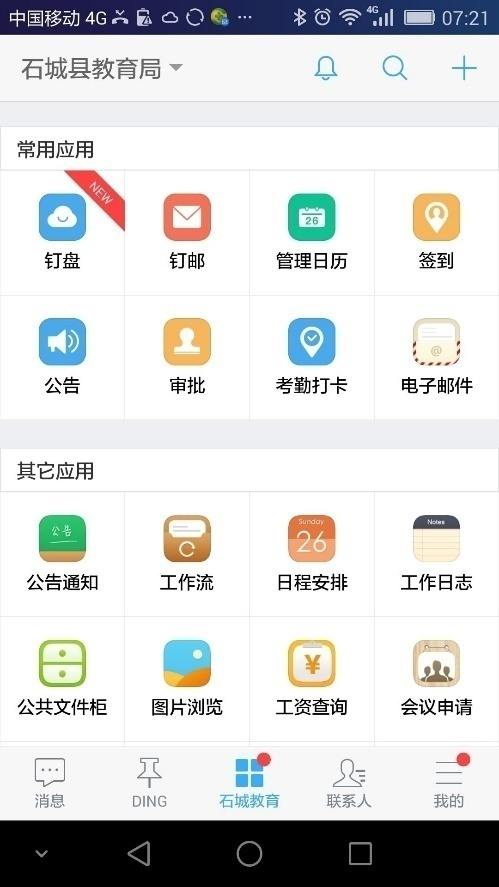 中国移动 4G 4G 07:21
石城县教育局
常用应用
NEW
26
钉盘 钉邮 管理日历 签到
@
公告 审批 考勤打卡 电子邮件
其它应用
公告 Sunday 26 Notes
公告通知 工作流 日程安排 工作日志
¥
公共文件柜 图片浏览 工资查询 会议申请
消息 DING 石城教育 联系人 我的